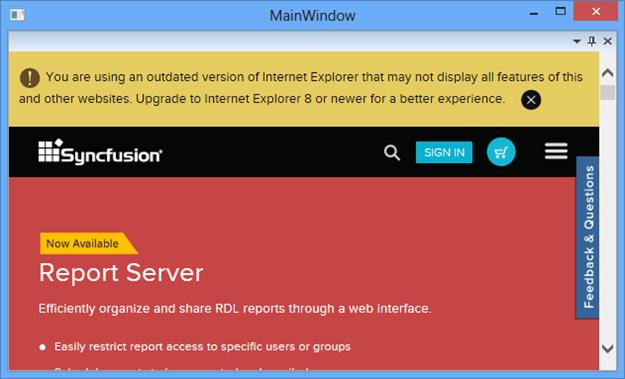 MainWindow
You are using an outdated version of Internet Explorer that may not display all features of this
and other websites. Upgrade to Internet Explorer 8 or newer for a better experience.
Syncfusion
SIGN IN
Feedback & Questions
Now Available
Report Server
Efficiently organize and share RDL reports through a web interface.
Easily restrict report access to specific users or groups